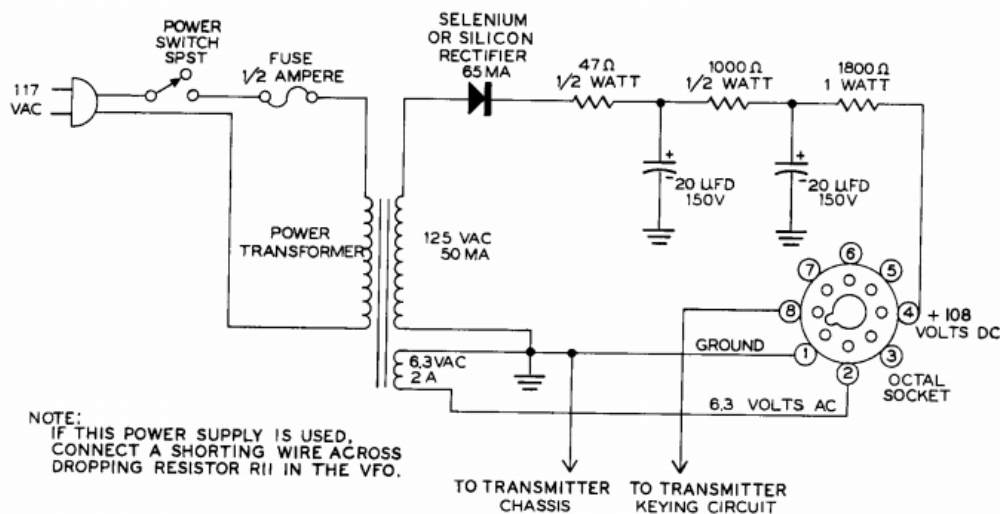 POWER
SWITCH
SPST
FUSE
1/2 AMPERE
117
VAC
SELENIUM
OR SILICON
RECTIFIER
65 MA
47Ω
1/2 WATT
1000Ω
1/2 WATT
1800Ω
1 WATT
+
-
20 UFD
150V
+
-
20 UFD
150V
POWER
TRANSFORMER
125 VAC
50 MA
6.3VAC
2 A
GROUND
6.3 VOLTS AC
1
2
3
4
5
6
7
8
+108
VOLTS DC
OCTAL
SOCKET
NOTE:
IF THIS POWER SUPPLY IS USED,
CONNECT A SHORTING WIRE ACROSS
DROPPING RESISTOR R11 IN THE VFO.
TO TRANSMITTER
CHASSIS
TO TRANSMITTER
KEYING CIRCUIT